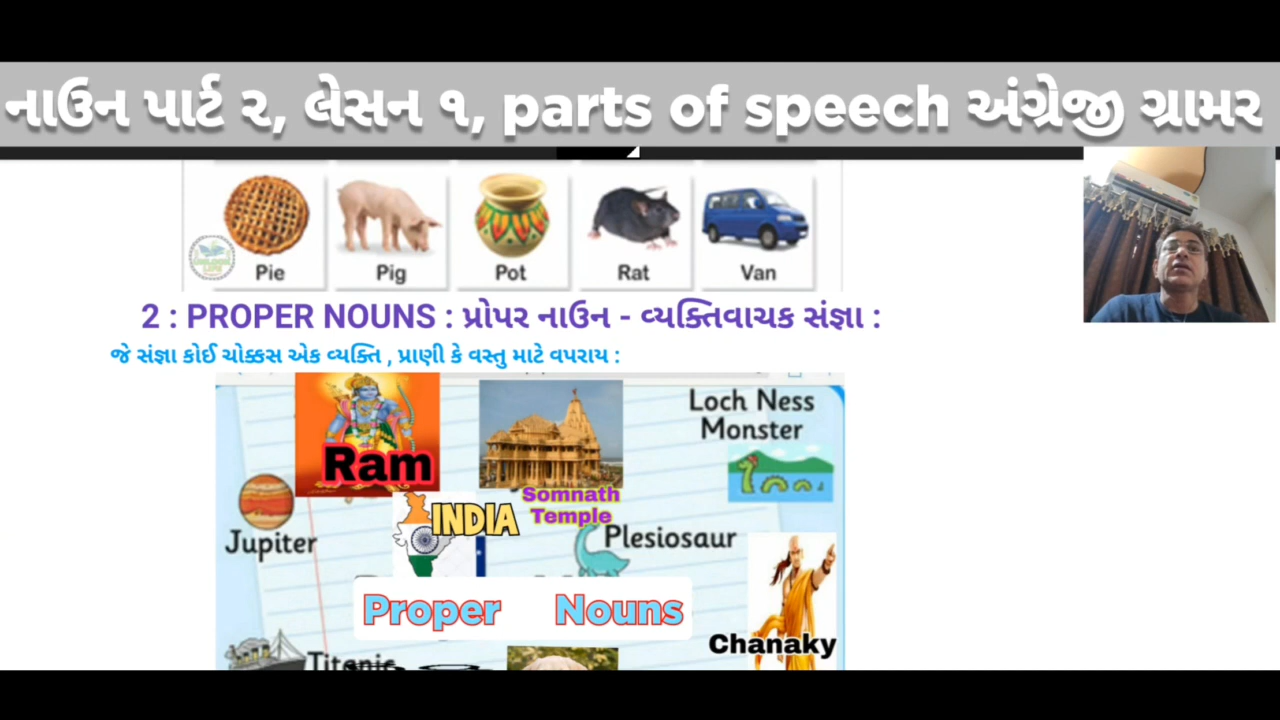 નાઉન પાર્ટ ૨, લેસન ૧, parts of speech અંગ્રેજી ગ્રામર
Pie Pig Pot Rat Van
2 : PROPER NOUNS : પ્રોપર નાઉન - વ્યક્તિવાચક સંજ્ઞા :
જે સંજ્ઞા કોઈ ચોક્કસ એક વ્યક્તિ , પ્રાણી કે વસ્તુ માટે વપરાય :
Ram
Loch Ness
Monster
Somnath
Temple
INDIA
Jupiter
Plesiosaur
Proper Nouns
Chanaky
Titanic